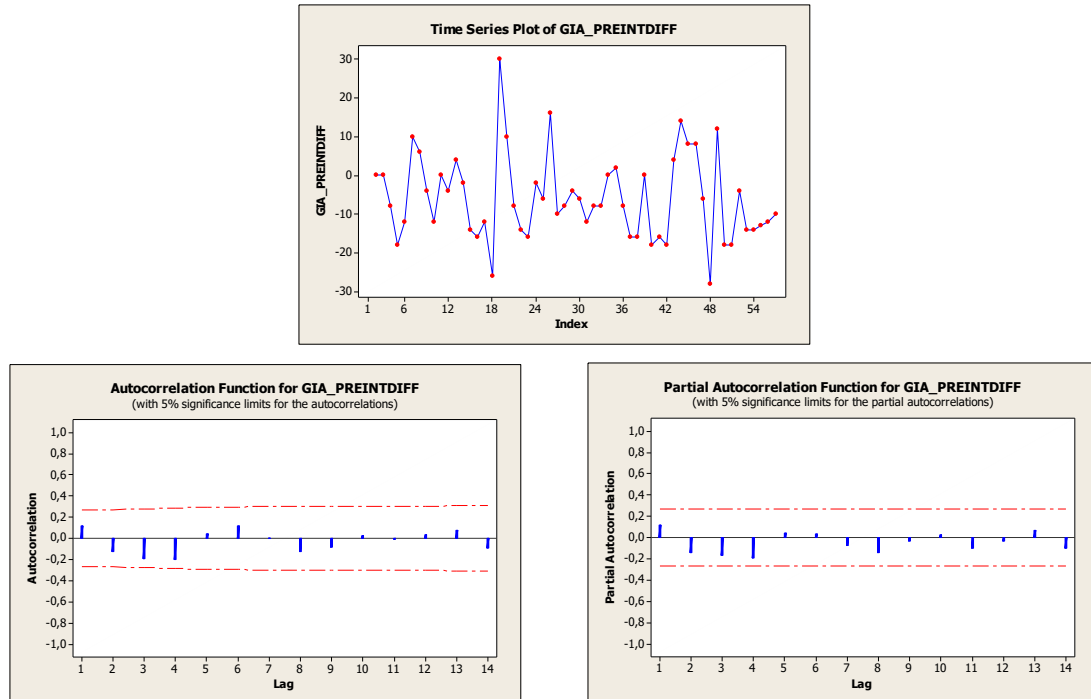 Time Series Plot of GIA_PREINTDIFF
30
20
10
0
-10
-20
-30
GIA_PREINTDIFF
1 6 12 18 24 30 36 42 48 54
Index
Autocorrelation Function for GIA_PREINTDIFF
(with 5% significance limits for the autocorrelations)
1,0
0,8
0,6
0,4
0,2
0,0
-0,2
-0,4
-0,6
-0,8
-1,0
Autocorrelation
1 2 3 4 5 6 7 8 9 10 11 12 13 14
Lag
Partial Autocorrelation Function for GIA_PREINTDIFF
(with 5% significance limits for the partial autocorrelations)
1,0
0,8
0,6
0,4
0,2
0,0
-0,2
-0,4
-0,6
-0,8
-1,0
Partial Autocorrelation
1 2 3 4 5 6 7 8 9 10 11 12 13 14
Lag